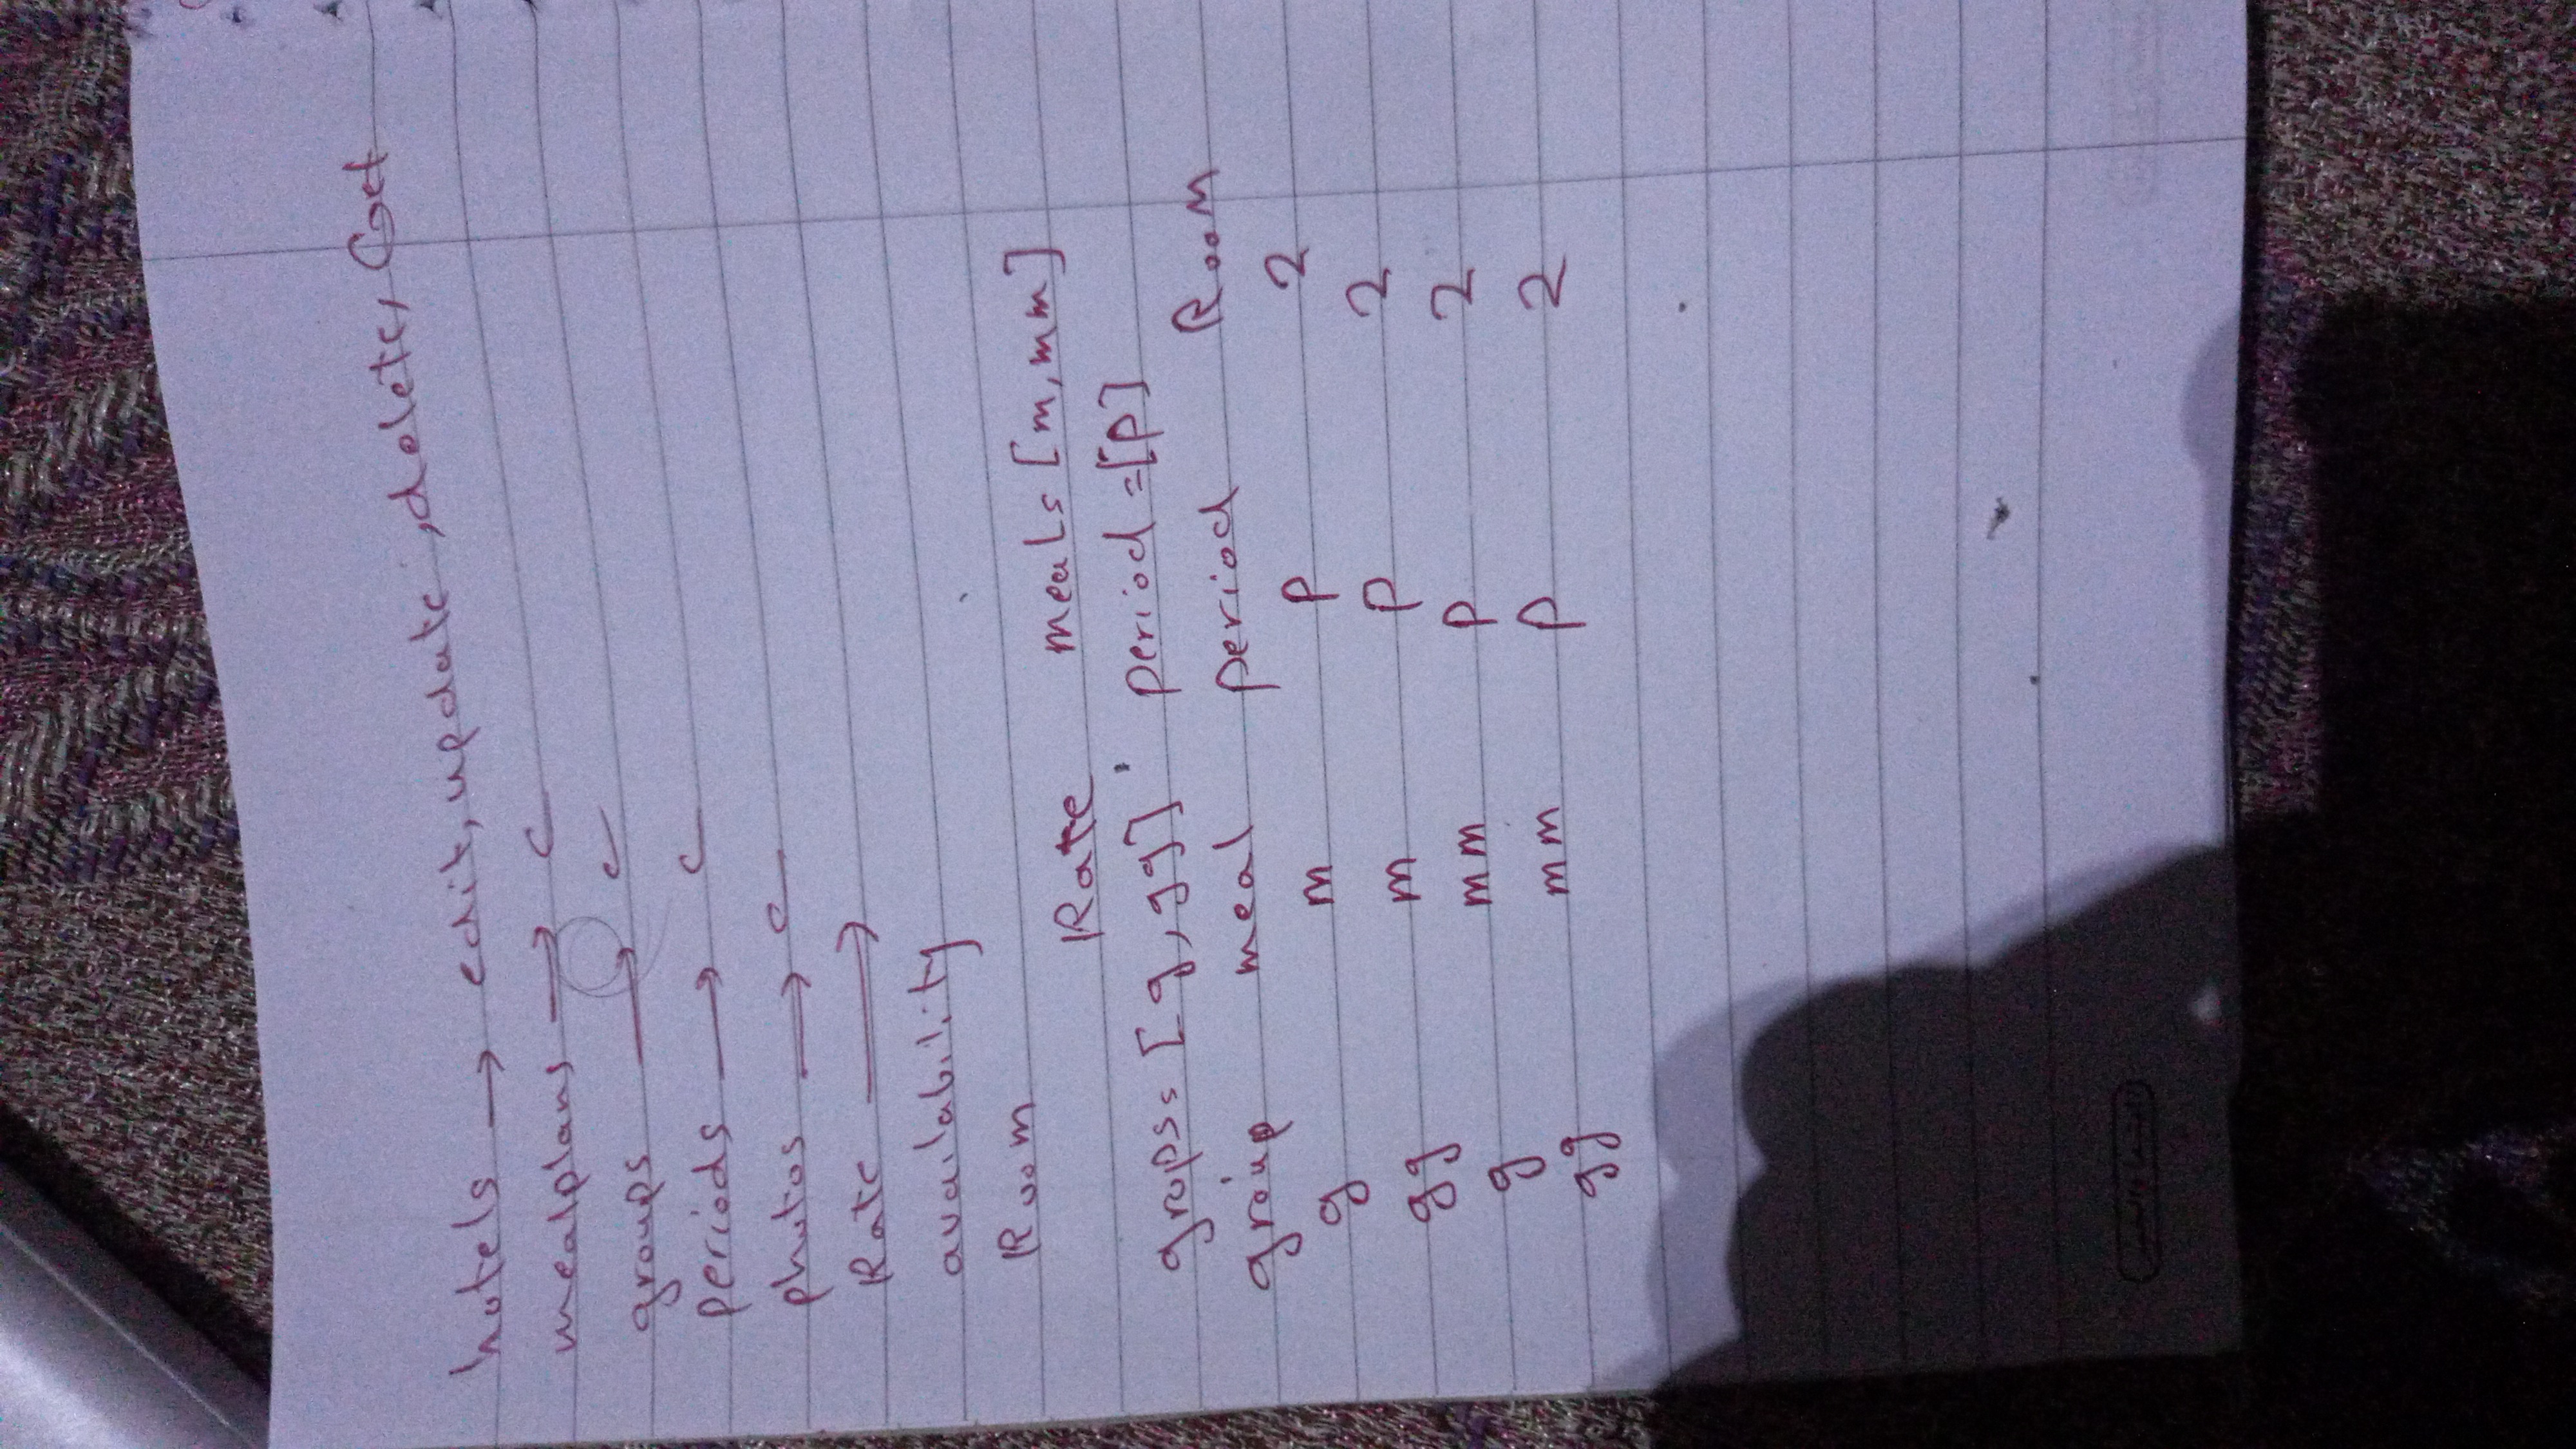 hotels → edit, update, delete, Get
mealplans → c
groups → c
periods → c
photos → c
Rate →
availability
Room
Rate meals [m, mm]
grops = [g, gg] period = [p]
group meal period RooM
g m p 2
gg m p 2
g mm p 2
gg mm p 2